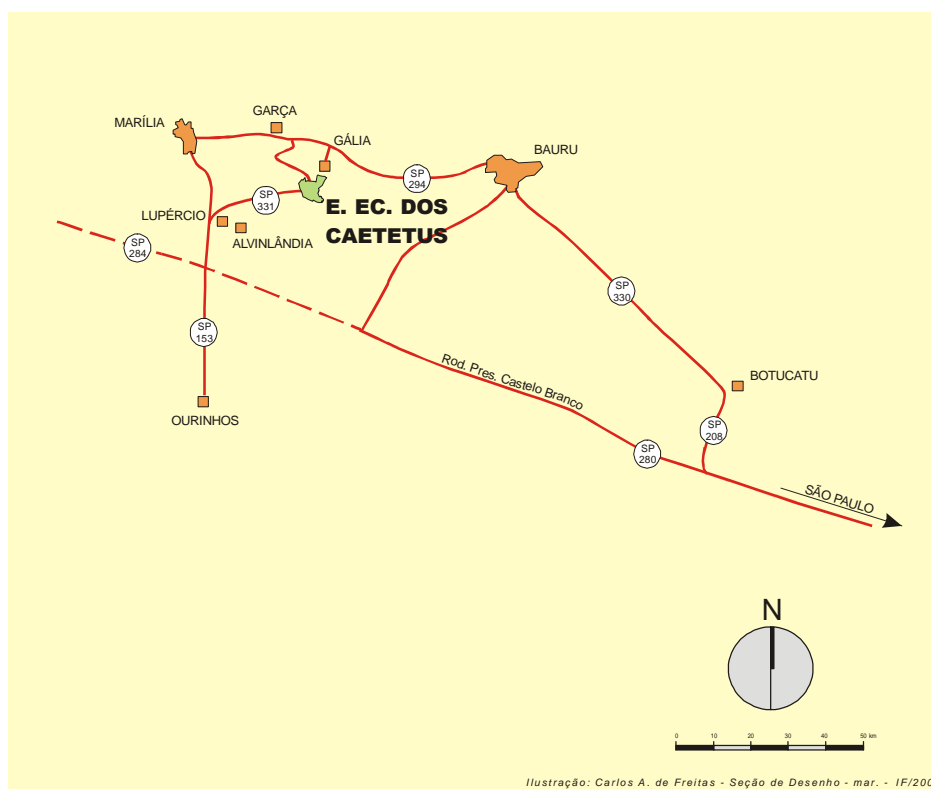 GARÇA
MARÍLIA
GÁLIA
BAURU
SP
294
SP
331
E. EC. DOS
CAETETUS
LUPÉRCIO
ALVINLÂNDIA
SP
284
SP
330
SP
153
Rod. Pres. Castelo Branco
BOTUCATU
OURINHOS
SP
208
SP
280
SÃO PAULO
N
0 10 20 30 40 50 km
Ilustração: Carlos A. de Freitas - Seção de Desenho - mar. - IF/200